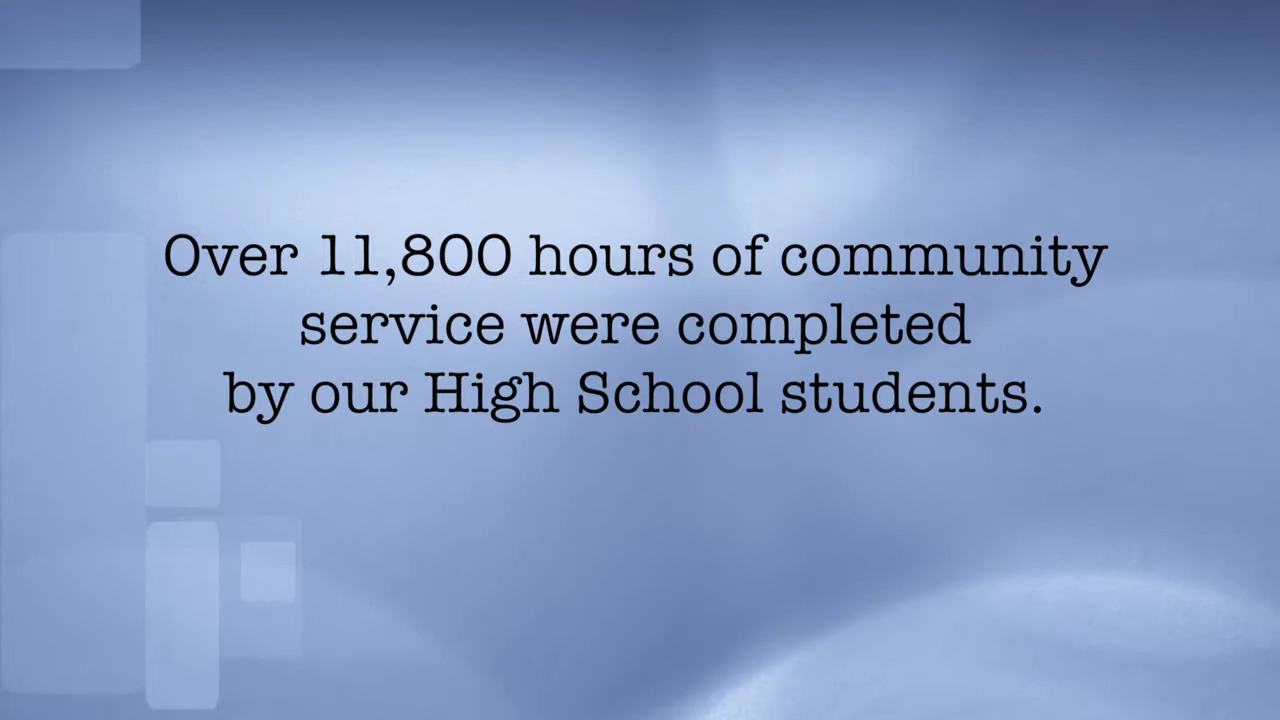 Over 11,800 hours of community
service were completed
by our High School students.